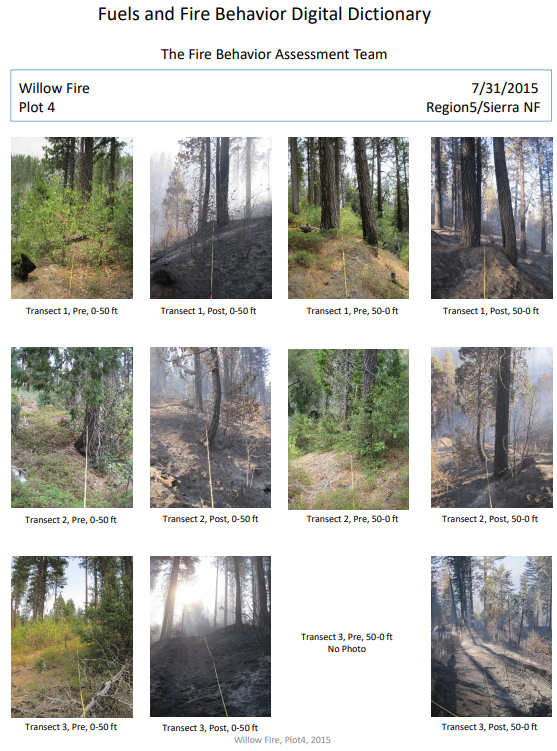 Fuels and Fire Behavior Digital Dictionary
The Fire Behavior Assessment Team
Willow Fire
7/31/2015
Plot 4
Region5/Sierra NF
Transect 1, Pre, 0-50 ft
Transect 1, Post, 0-50 ft
Transect 1, Pre, 50-0 ft
Transect 1, Post, 50-0 ft
Transect 2, Pre, 0-50 ft
Transect 2, Post, 0-50 ft
Transect 2, Pre, 50-0 ft
Transect 2, Post, 50-0 ft
Transect 3, Pre, 50-0 ft
No Photo
Transect 3, Pre, 0-50 ft
Transect 3, Post, 0-50 ft
Transect 3, Post, 50-0 ft
Willow Fire, Plot4, 2015